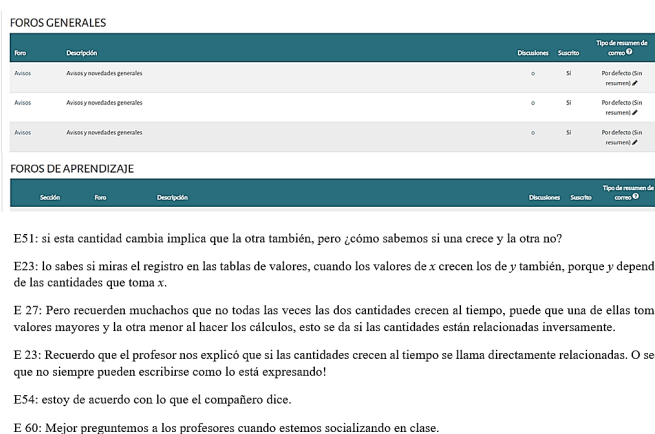 FOROS GENERALES
Foro Descripción Discusiones Suscrito Tipo de resumen de correo
Avisos Avisos y novedades generales 0 Sí Por defecto (Sin resumen)
Avisos Avisos y novedades generales 0 Sí Por defecto (Sin resumen)
Avisos Avisos y novedades generales 0 Sí Por defecto (Sin resumen)
FOROS DE APRENDIZAJE
Sección Foro Descripción Discusiones Suscrito Tipo de resumen de correo
E51: si esta cantidad cambia implica que la otra también, pero ¿cómo sabemos si una crece y la otra no?
E23: lo sabes si miras el registro en las tablas de valores, cuando los valores de x crecen los de y también, porque y depend
de las cantidades que toma x.
E 27: Pero recuerden muchachos que no todas las veces las dos cantidades crecen al tiempo, puede que una de ellas tom
valores mayores y la otra menor al hacer los cálculos, esto se da si las cantidades están relacionadas inversamente.
E 23: Recuerdo que el profesor nos explicó que si las cantidades crecen al tiempo se llama directamente relacionadas. O se
que no siempre pueden escribirse como lo está expresando!
E54: estoy de acuerdo con lo que el compañero dice.
E 60: Mejor preguntemos a los profesores cuando estemos socializando en clase.